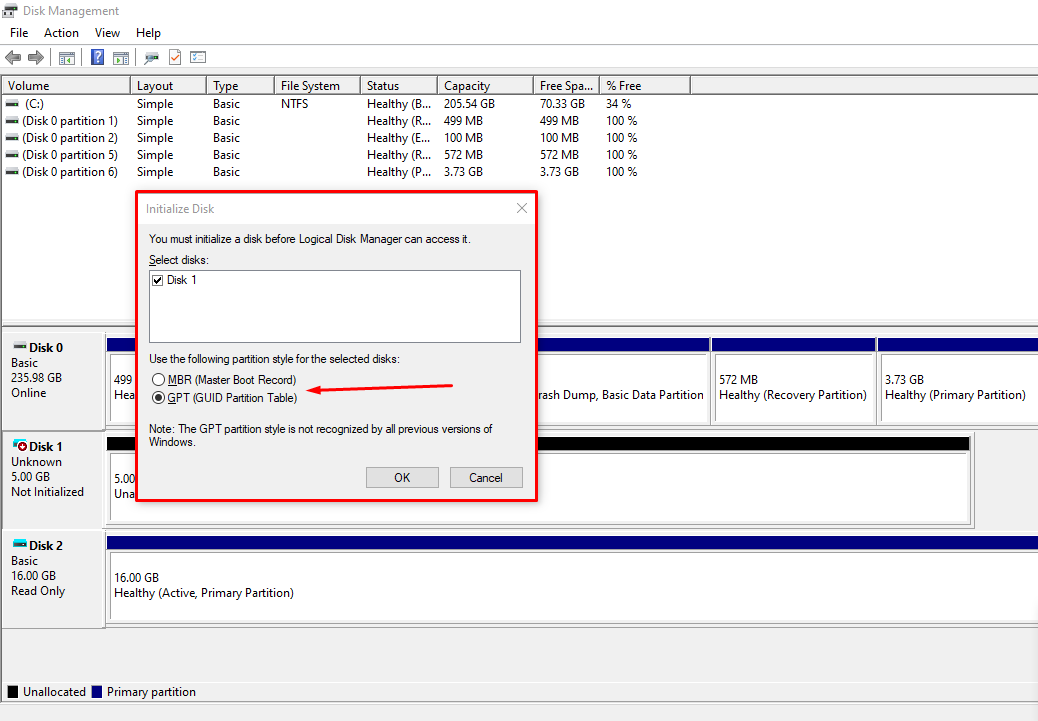 Disk Management
File Action View Help
Volume Layout Type File System Status Capacity Free Spa... % Free
(C:) Simple Basic NTFS Healthy (B... 205.54 GB 70.33 GB 34 %
(Disk 0 partition 1) Simple Basic Healthy (R... 499 MB 499 MB 100 %
(Disk 0 partition 2) Simple Basic Healthy (E... 100 MB 100 MB 100 %
(Disk 0 partition 5) Simple Basic Healthy (R... 572 MB 572 MB 100 %
(Disk 0 partition 6) Simple Basic Healthy (P... 3.73 GB 3.73 GB 100 %
Initialize Disk
You must initialize a disk before Logical Disk Manager can access it.
Select disks:
Disk 1
Use the following partition style for the selected disks:
MBR (Master Boot Record)
GPT (GUID Partition Table)
Note: The GPT partition style is not recognized by all previous versions of
Windows.
OK Cancel
Disk 0
Basic
235.98 GB
Online
499
Hea
rash Dump, Basic Data Partition
572 MB
Healthy (Recovery Partition)
3.73 GB
Healthy (Primary Partition)
Disk 1
Unknown
5.00 GB
Not Initialized
5.00
Una
Disk 2
Basic
16.00 GB
Read Only
16.00 GB
Healthy (Active, Primary Partition)
Unallocated Primary partition